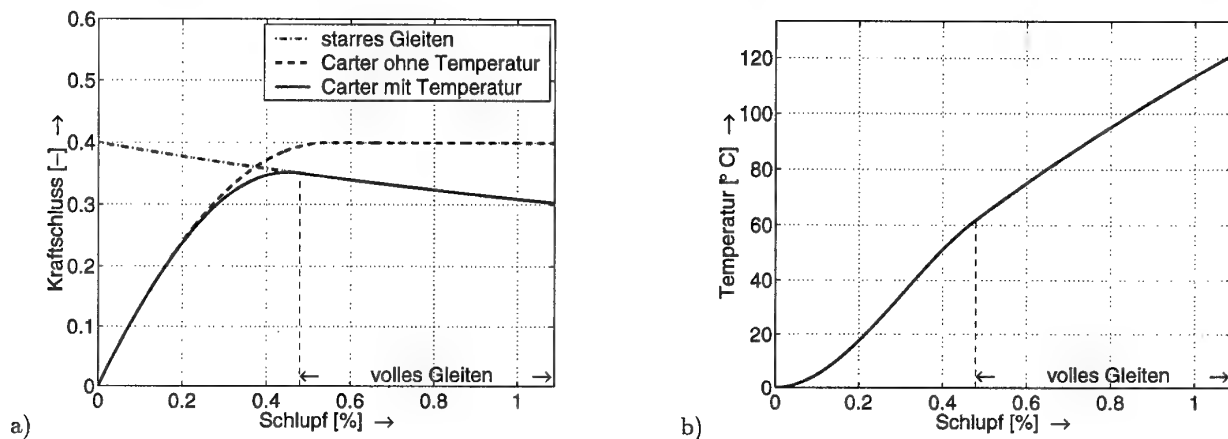 0.6
0.5
0.4
0.3
0.2
0.1
0
Kraftschluss [−] →
starres Gleiten
Carter ohne Temperatur
Carter mit Temperatur
← volles Gleiten →
0 0.2 0.4 0.6 0.8 1
Schlupf [%] →
a)
120
100
80
60
40
20
0
Temperatur [° C] →
← volles Gleiten →
0 0.2 0.4 0.6 0.8 1
Schlupf [%] →
b)